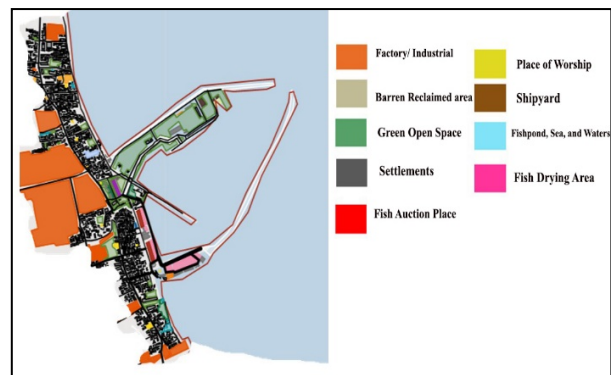 Factory/ Industrial
Barren Reclaimed area
Green Open Space
Settlements
Fish Auction Place
Place of Worship
Shipyard
Fishpond, Sea, and Waters
Fish Drying Area